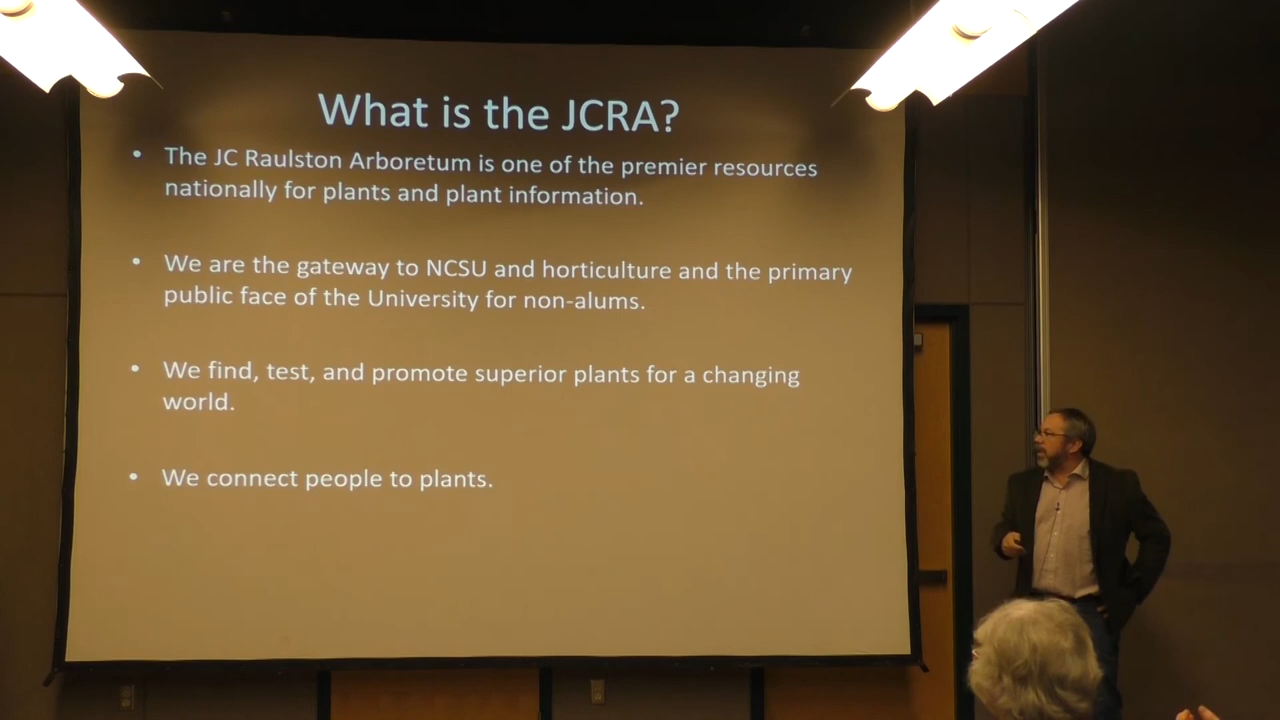 What is the JCRA?
• The JC Raulston Arboretum is one of the premier resources
nationally for plants and plant information.
• We are the gateway to NCSU and horticulture and the primary
public face of the University for non-alums.
• We find, test, and promote superior plants for a changing
world.
• We connect people to plants.